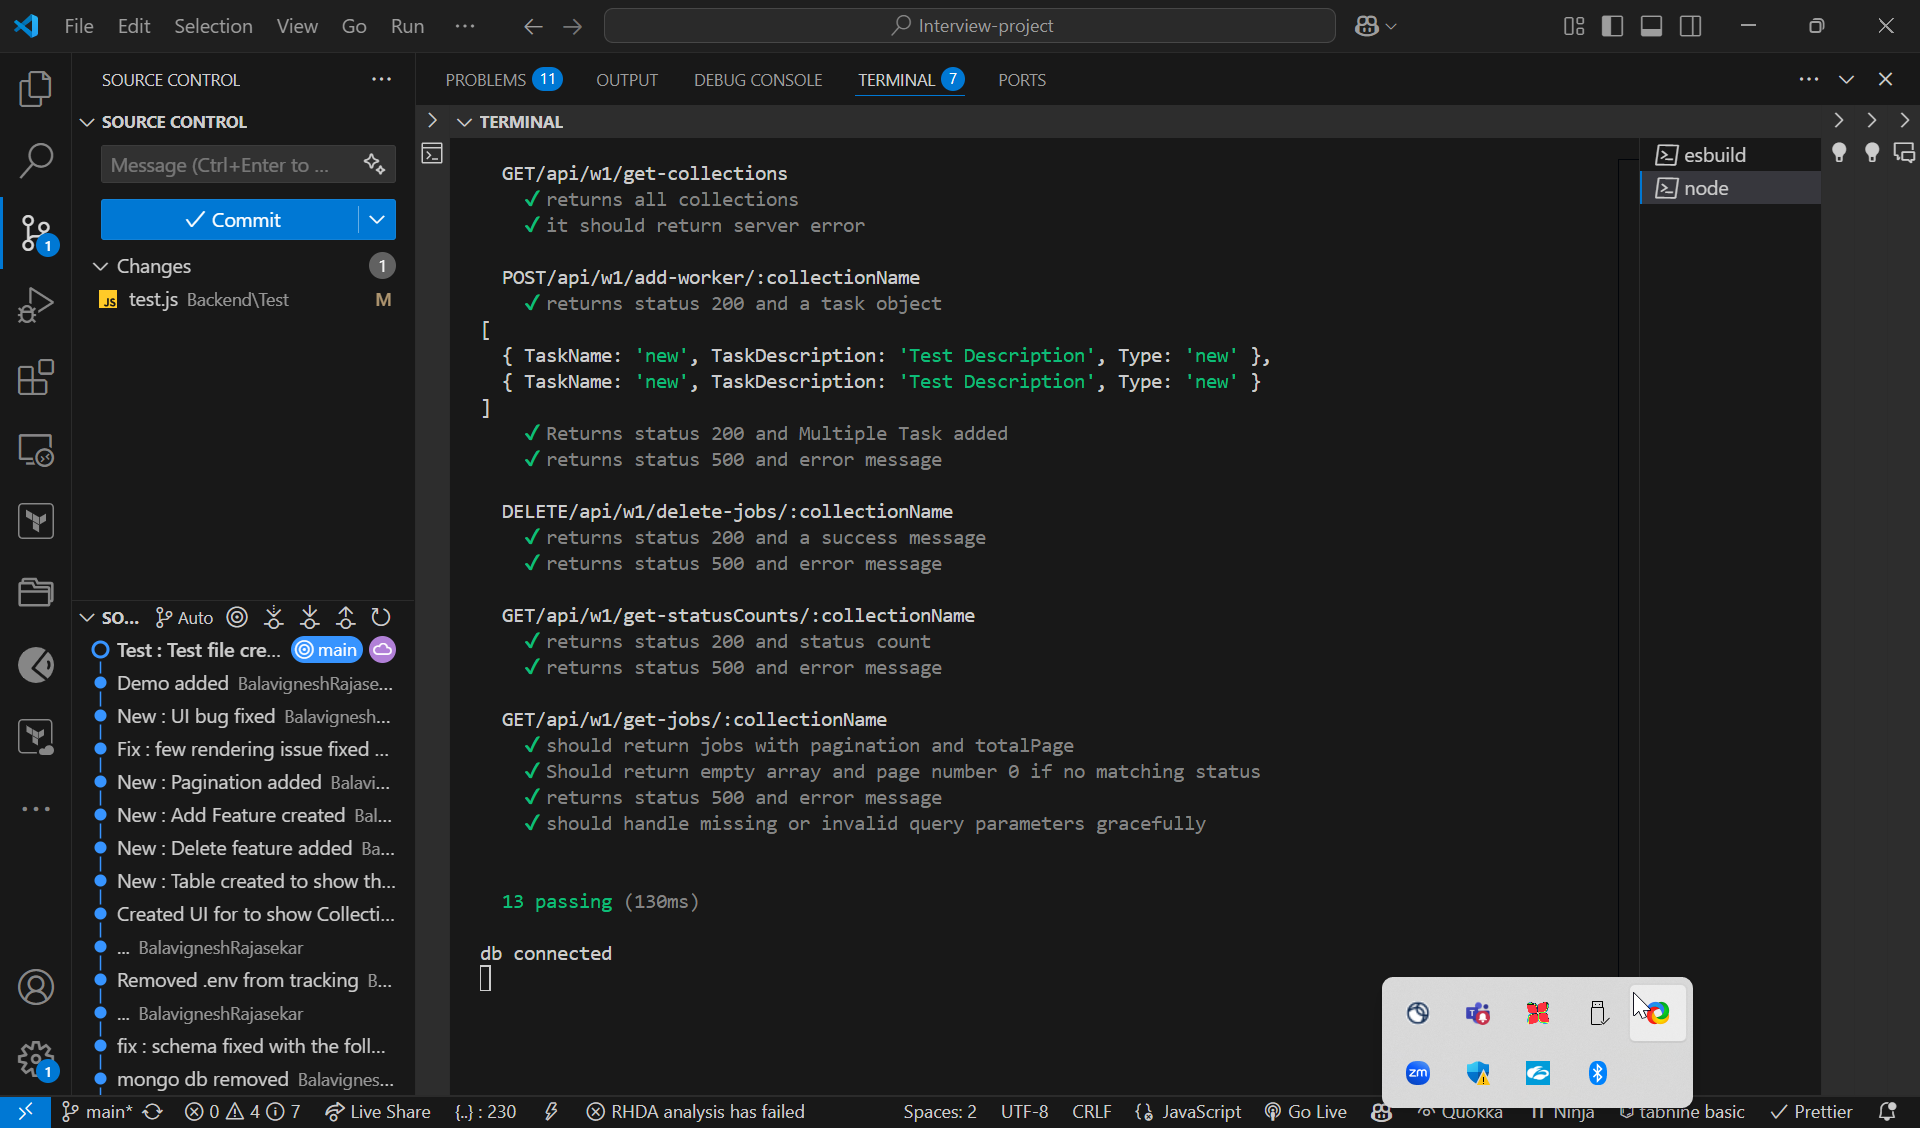 File Edit Selection View Go Run ··· Interview-project
SOURCE CONTROL ···
PROBLEMS 11 OUTPUT DEBUG CONSOLE TERMINAL 7 PORTS ···
SOURCE CONTROL
Message (Ctrl+Enter to ...
Commit
Changes 1
JS test.js Backend\Test M
1
SO... Auto
Test : Test file cre... main
Demo added BalavigneshRajase...
New : UI bug fixed Balavignesh...
Fix : few rendering issue fixed ...
New : Pagination added Balavi...
New : Add Feature created Bal...
New : Delete feature added Ba...
New : Table created to show th...
Created UI for to show Collecti...
... BalavigneshRajasekar
Removed .env from tracking B...
... BalavigneshRajasekar
fix : schema fixed with the foll...
mongo db removed Balavignes...
1
TERMINAL
GET/api/w1/get-collections
✓ returns all collections
✓ it should return server error
POST/api/w1/add-worker/:collectionName
✓ returns status 200 and a task object
[
{ TaskName: 'new', TaskDescription: 'Test Description', Type: 'new' },
{ TaskName: 'new', TaskDescription: 'Test Description', Type: 'new' }
]
✓ Returns status 200 and Multiple Task added
✓ returns status 500 and error message
DELETE/api/w1/delete-jobs/:collectionName
✓ returns status 200 and a success message
✓ returns status 500 and error message
GET/api/w1/get-statusCounts/:collectionName
✓ returns status 200 and status count
✓ returns status 500 and error message
GET/api/w1/get-jobs/:collectionName
✓ should return jobs with pagination and totalPage
✓ Should return empty array and page number 0 if no matching status
✓ returns status 500 and error message
✓ should handle missing or invalid query parameters gracefully
13 passing (130ms)
db connected
esbuild
node
zm
main* 0 4 7 Live Share {..} : 230 RHDA analysis has failed Spaces: 2 UTF-8 CRLF JavaScript Go Live Quokka Ninja tabnine basic Prettier